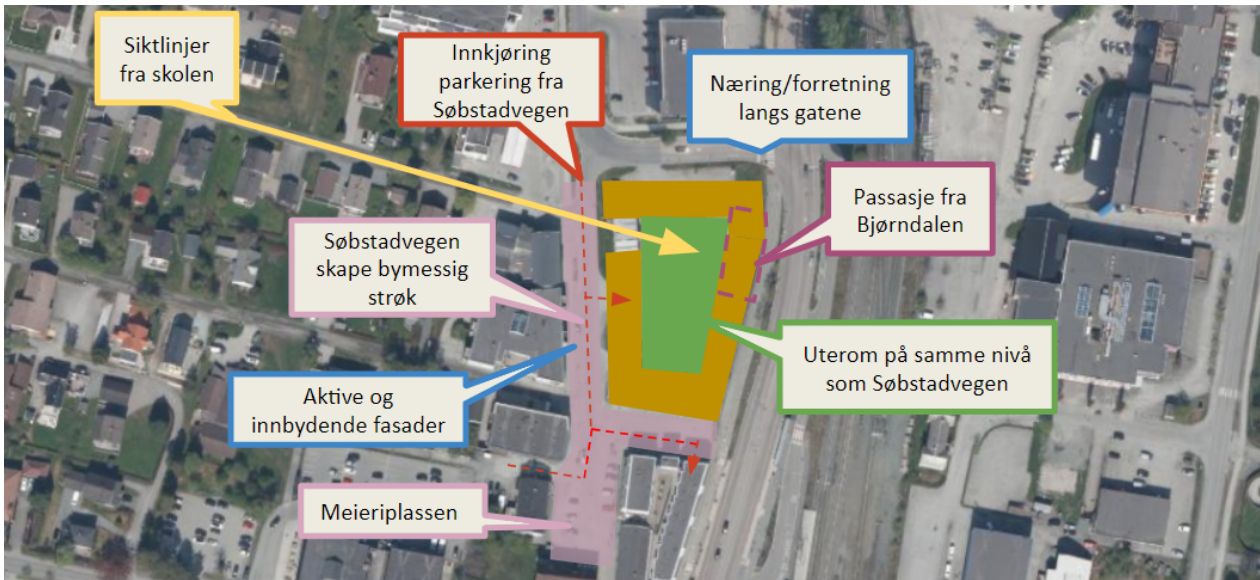 Siktlinjer
fra skolen
Innkjøring
parkering fra
Søbstadvegen
Næring/forretning
langs gatene
Passasje fra
Bjørndalen
Søbstadvegen
skape bymessig
strøk
Uterom på samme nivå
som Søbstadvegen
Aktive og
innbydende fasader
Meieriplassen